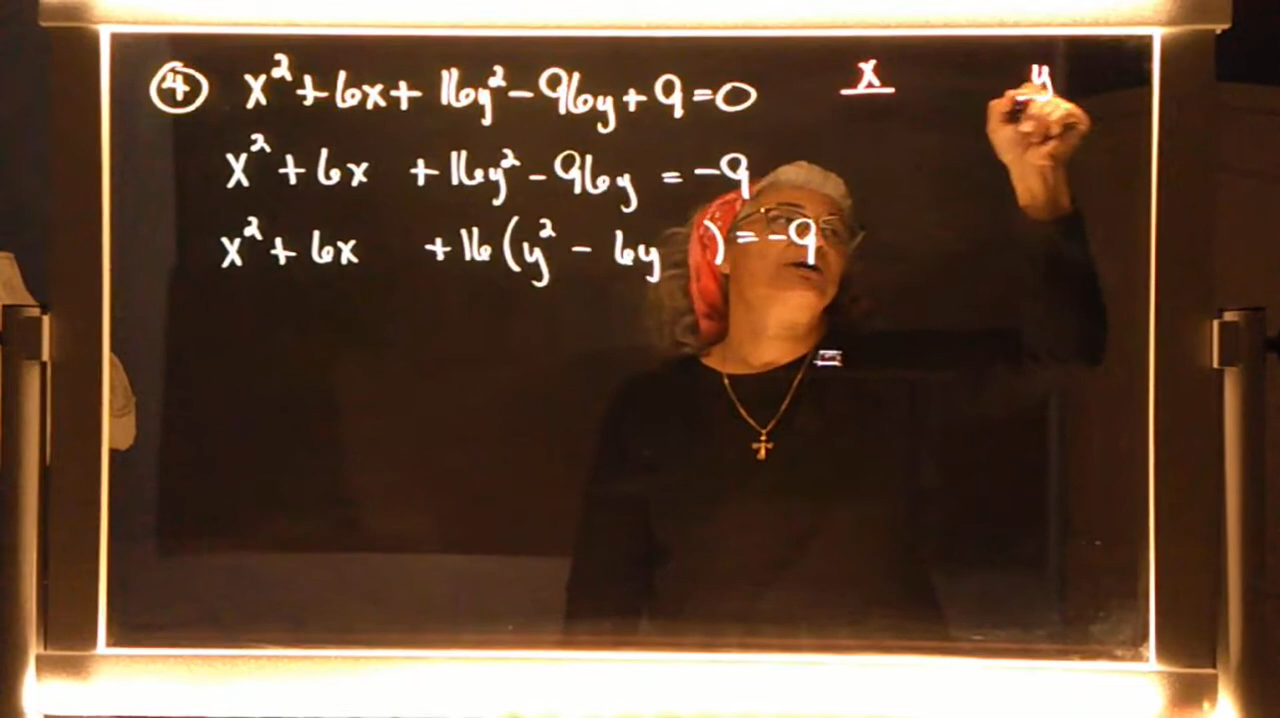 ④ x²+6x+16y²-96y+9=0
x y
x²+6x +16y²-96y =-9
x²+6x +16(y²-6y )=-9